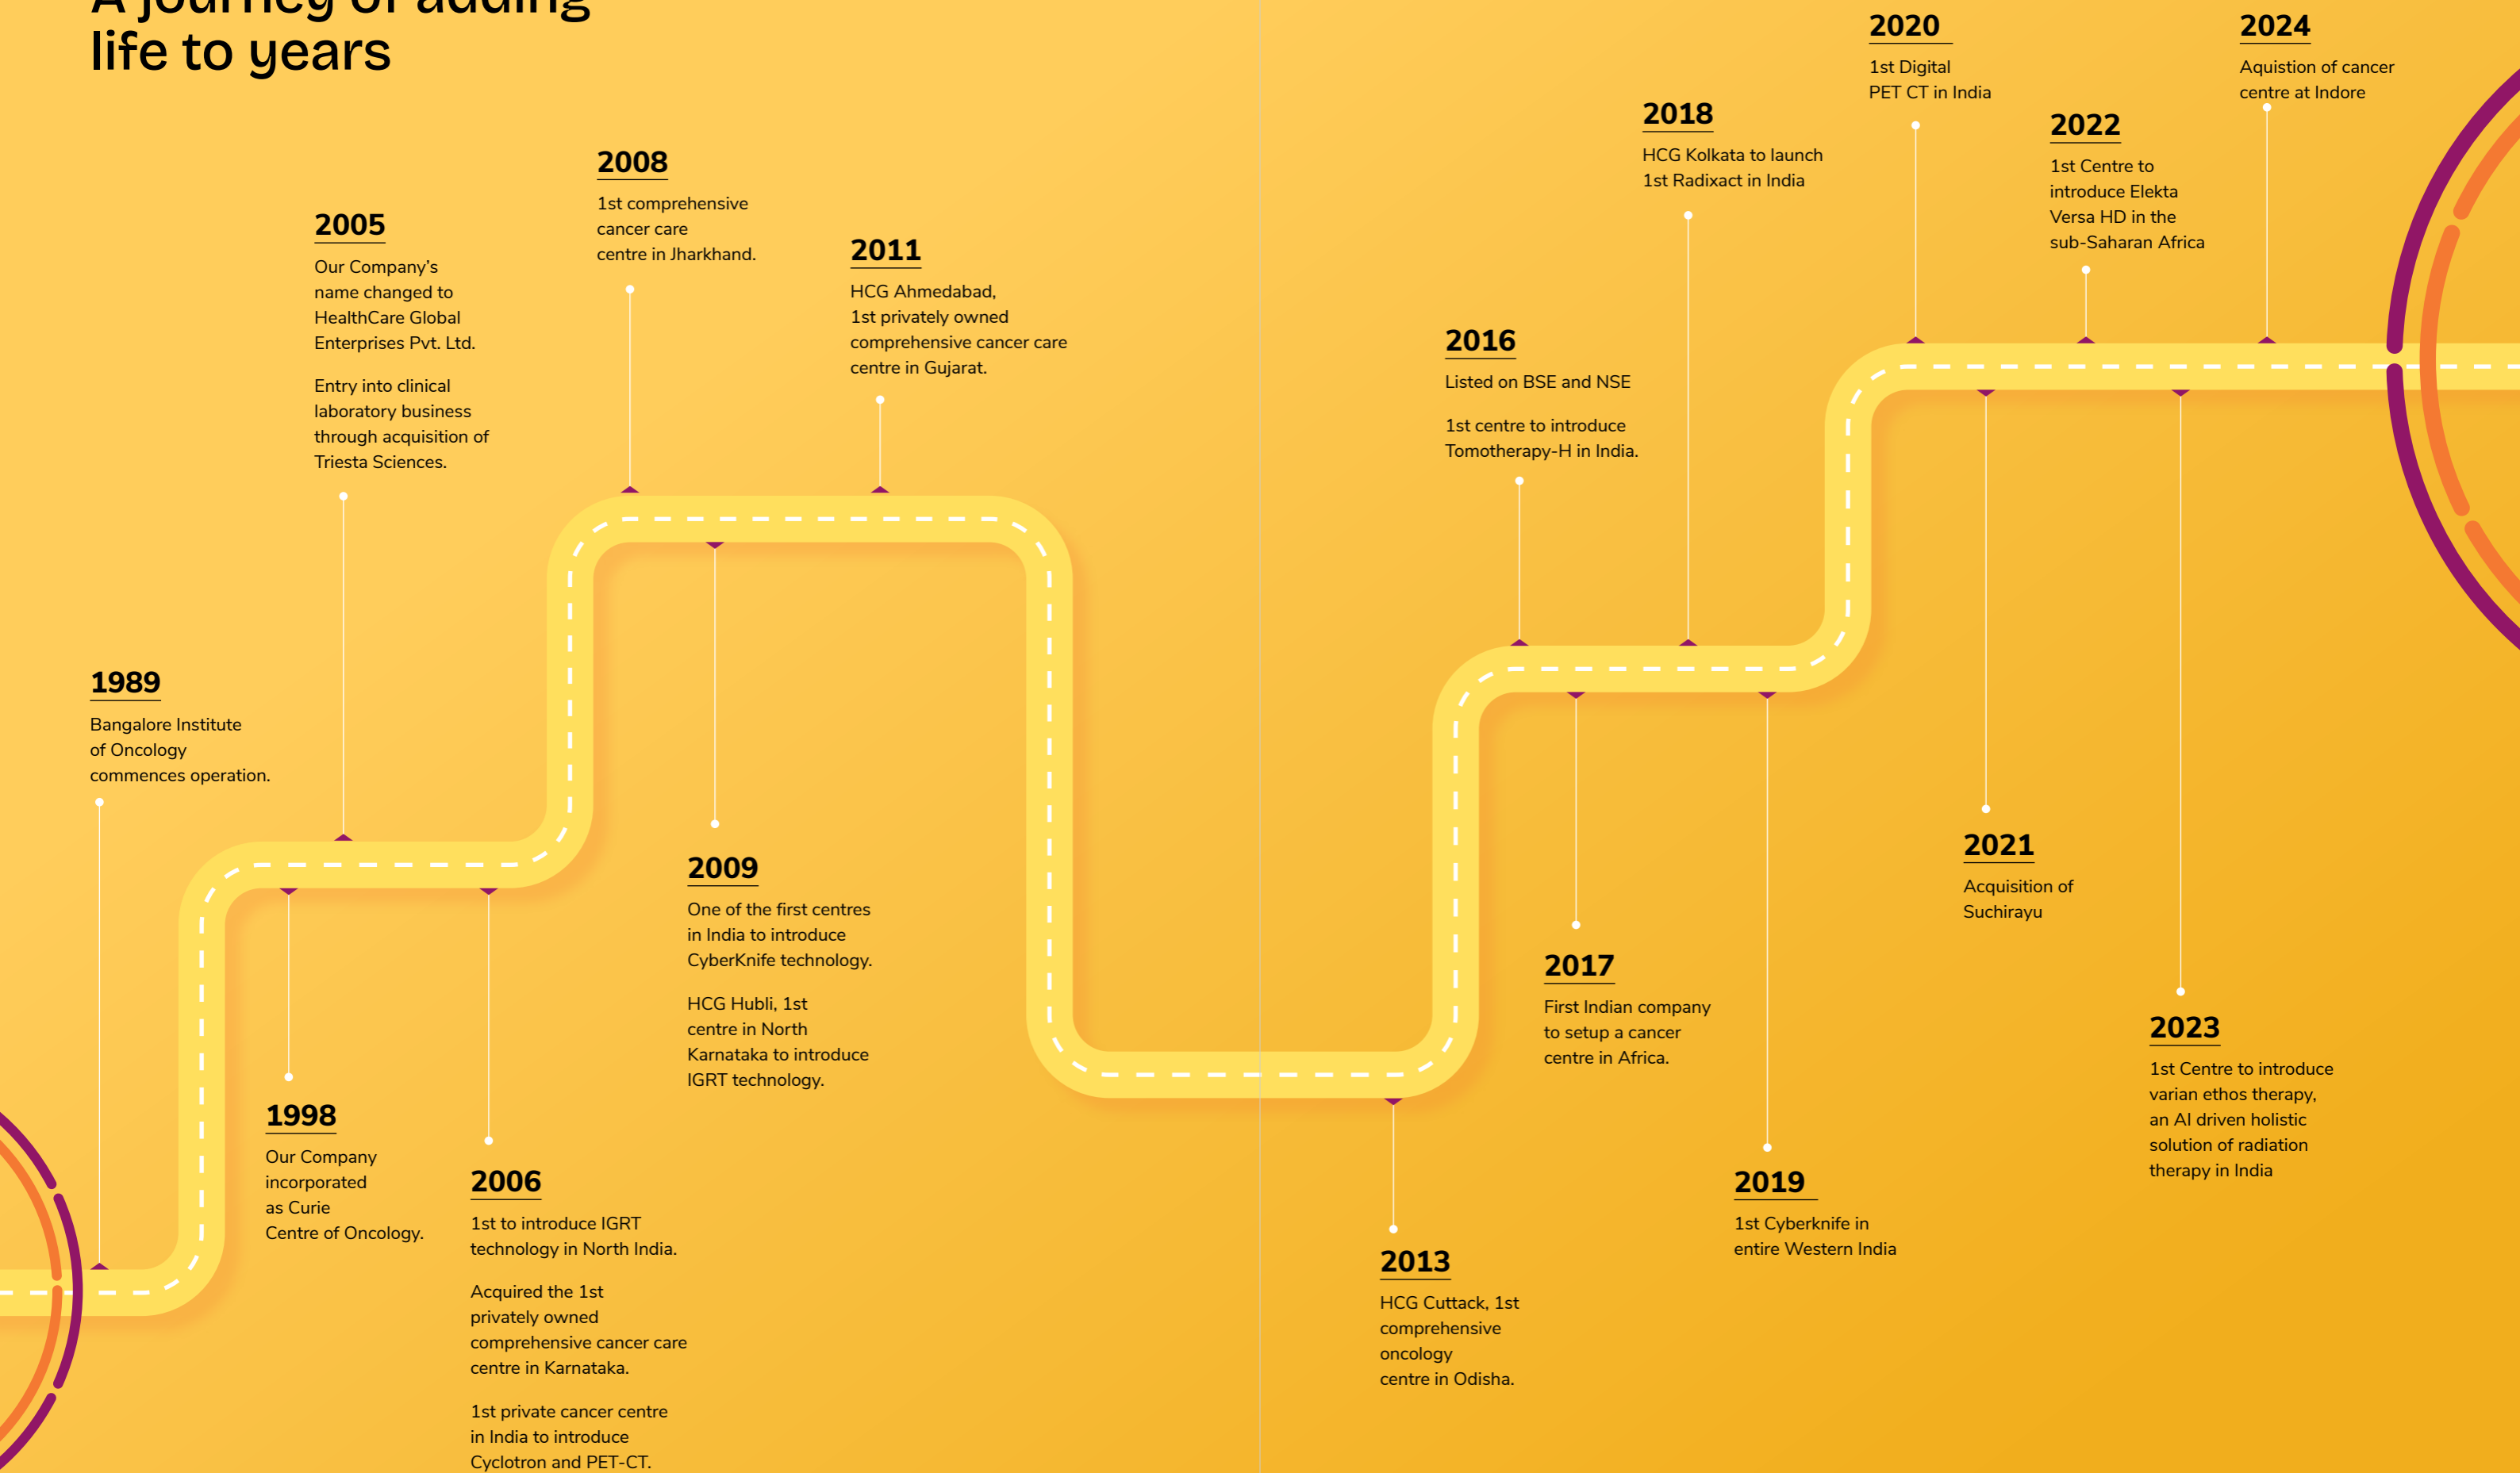 A journey of adding
life to years
1989
Bangalore Institute
of Oncology
commences operation.
1998
Our Company
incorporated
as Curie
Centre of Oncology.
2005
Our Company’s
name changed to
HealthCare Global
Enterprises Pvt. Ltd.
Entry into clinical
laboratory business
through acquisition of
Triesta Sciences.
2006
1st to introduce IGRT
technology in North India.
Acquired the 1st
privately owned
comprehensive cancer care
centre in Karnataka.
1st private cancer centre
in India to introduce
Cyclotron and PET-CT.
2008
1st comprehensive
cancer care
centre in Jharkhand.
2009
One of the first centres
in India to introduce
CyberKnife technology.
HCG Hubli, 1st
centre in North
Karnataka to introduce
IGRT technology.
2011
HCG Ahmedabad,
1st privately owned
comprehensive cancer care
centre in Gujarat.
2013
HCG Cuttack, 1st
comprehensive
oncology
centre in Odisha.
2016
Listed on BSE and NSE
1st centre to introduce
Tomotherapy-H in India.
2017
First Indian company
to setup a cancer
centre in Africa.
2018
HCG Kolkata to launch
1st Radixact in India
2019
1st Cyberknife in
entire Western India
2020
1st Digital
PET CT in India
2021
Acquisition of
Suchirayu
2022
1st Centre to
introduce Elekta
Versa HD in the
sub-Saharan Africa
2023
1st Centre to introduce
varian ethos therapy,
an AI driven holistic
solution of radiation
therapy in India
2024
Aquistion of cancer
centre at Indore